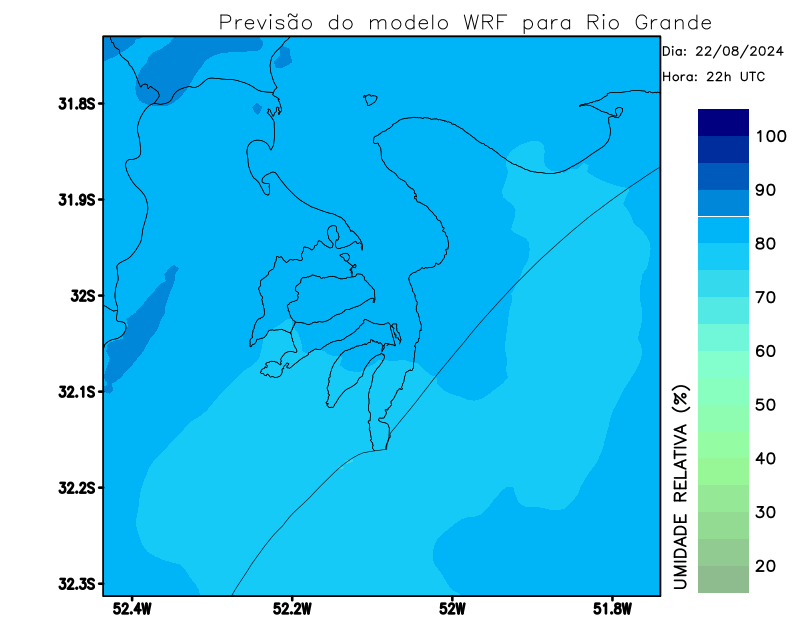 Previsão do modelo WRF para Rio Grande
Dia: 22/08/2024
Hora: 22h UTC
31.8S
31.9S
32S
32.1S
32.2S
32.3S
52.4W
52.2W
52W
51.8W
100
90
80
70
60
50
40
30
20
UMIDADE RELATIVA (%)